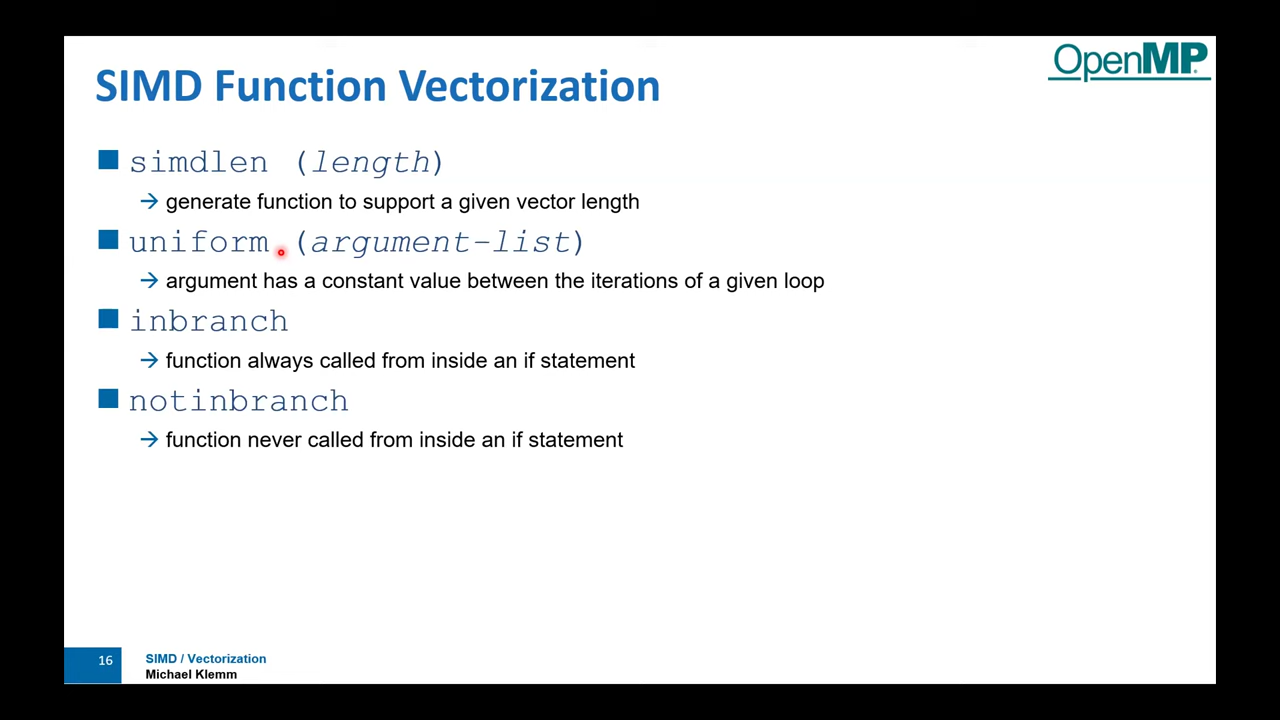 OpenMP
SIMD Function Vectorization
simdlen (length)
→ generate function to support a given vector length
uniform (argument-list)
→ argument has a constant value between the iterations of a given loop
inbranch
→ function always called from inside an if statement
notinbranch
→ function never called from inside an if statement
16
SIMD / Vectorization
Michael Klemm